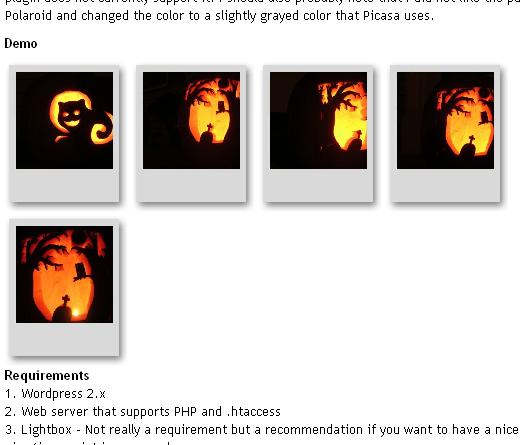 plugin does not currently support it. I should also probably note that I did not like the
Polaroid and changed the color to a slightly grayed color that Picasa uses.
Demo
Requirements
1. Wordpress 2.x
2. Web server that supports PHP and .htaccess
3. Lightbox - Not really a requirement but a recommendation if you want to have a nice